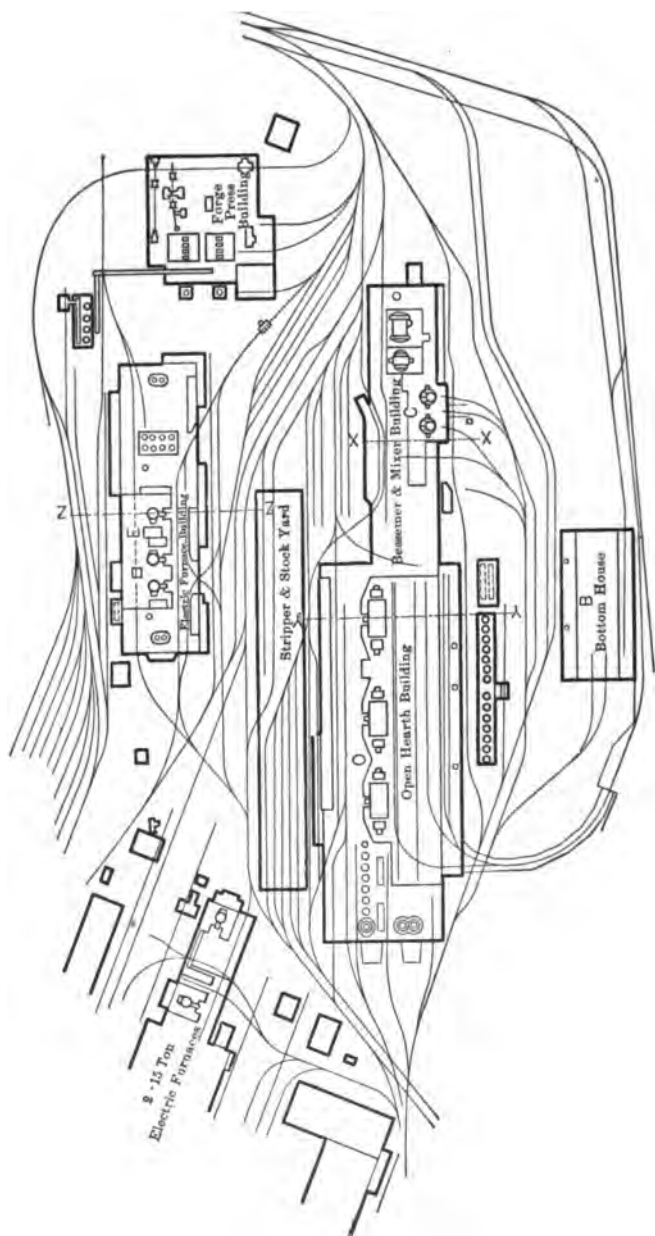 Forge
Press
Building
Bessemer & Mixer Building
C
X
X
Electric Furnace Building
E
Z
Z
Stripper & Stock Yard
Open Hearth Building
O
Y
Y
B
Bottom House
2 - 15 Ton
Electric Furnaces